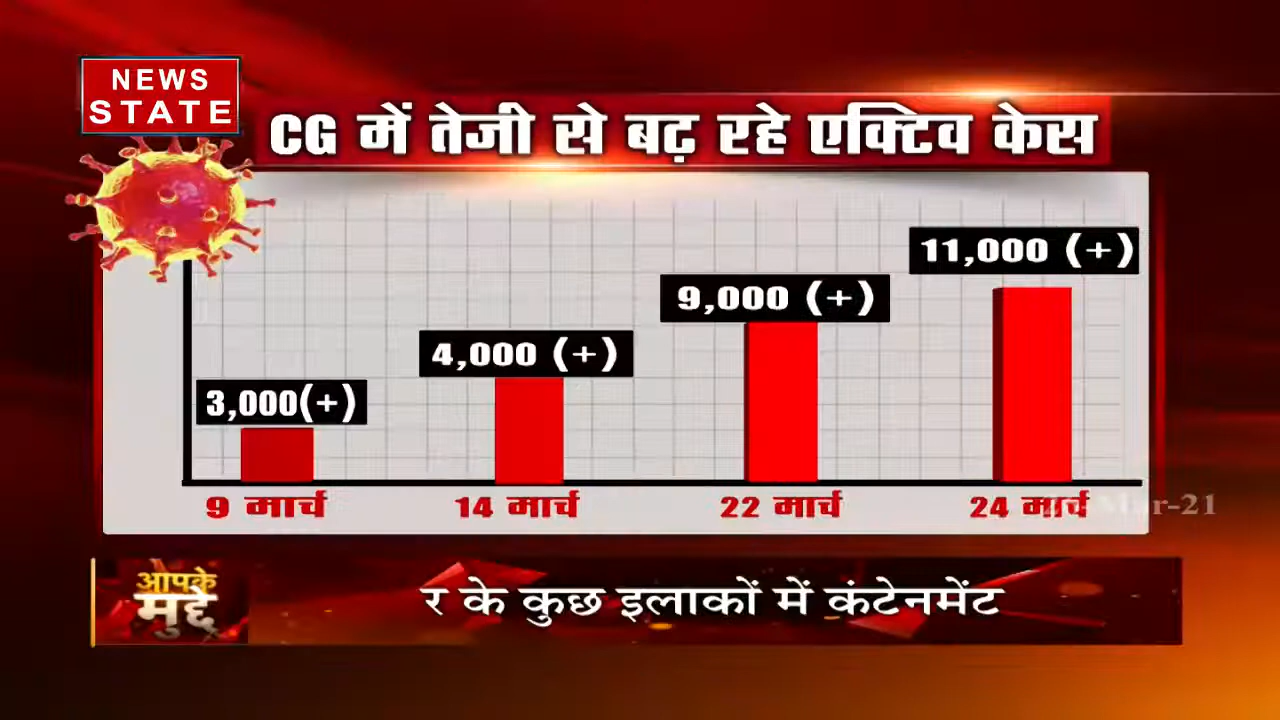 NEWS
STATE
CG में तेजी से बढ़ रहे एक्टिव केस
11,000 (+)
9,000 (+)
4,000 (+)
3,000(+)
9 मार्च
14 मार्च
22 मार्च
24 मार्च
-21
आपके
मुद्दे
र के कुछ इलाकों में कंटेनमेंट